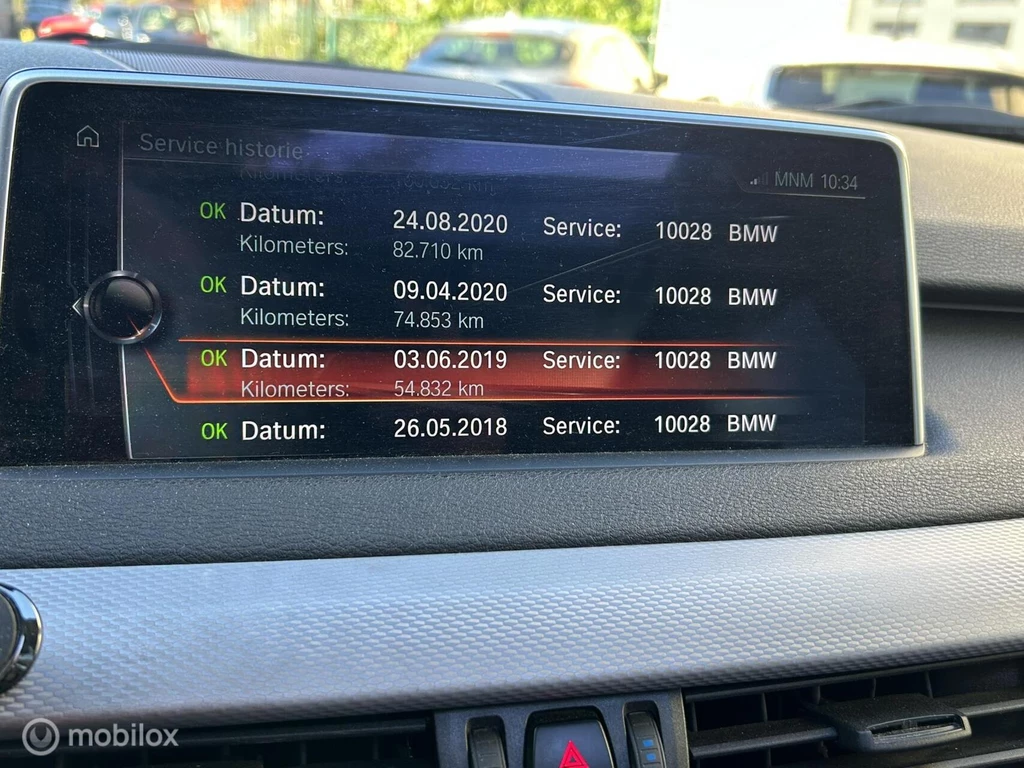 Service historie
Kilometers:
MNM 10:34
OK Datum: 24.08.2020 Service: 10028 BMW
Kilometers: 82.710 km
OK Datum: 09.04.2020 Service: 10028 BMW
Kilometers: 74.853 km
OK Datum: 03.06.2019 Service: 10028 BMW
Kilometers: 54.832 km
OK Datum: 26.05.2018 Service: 10028 BMW
mobilox